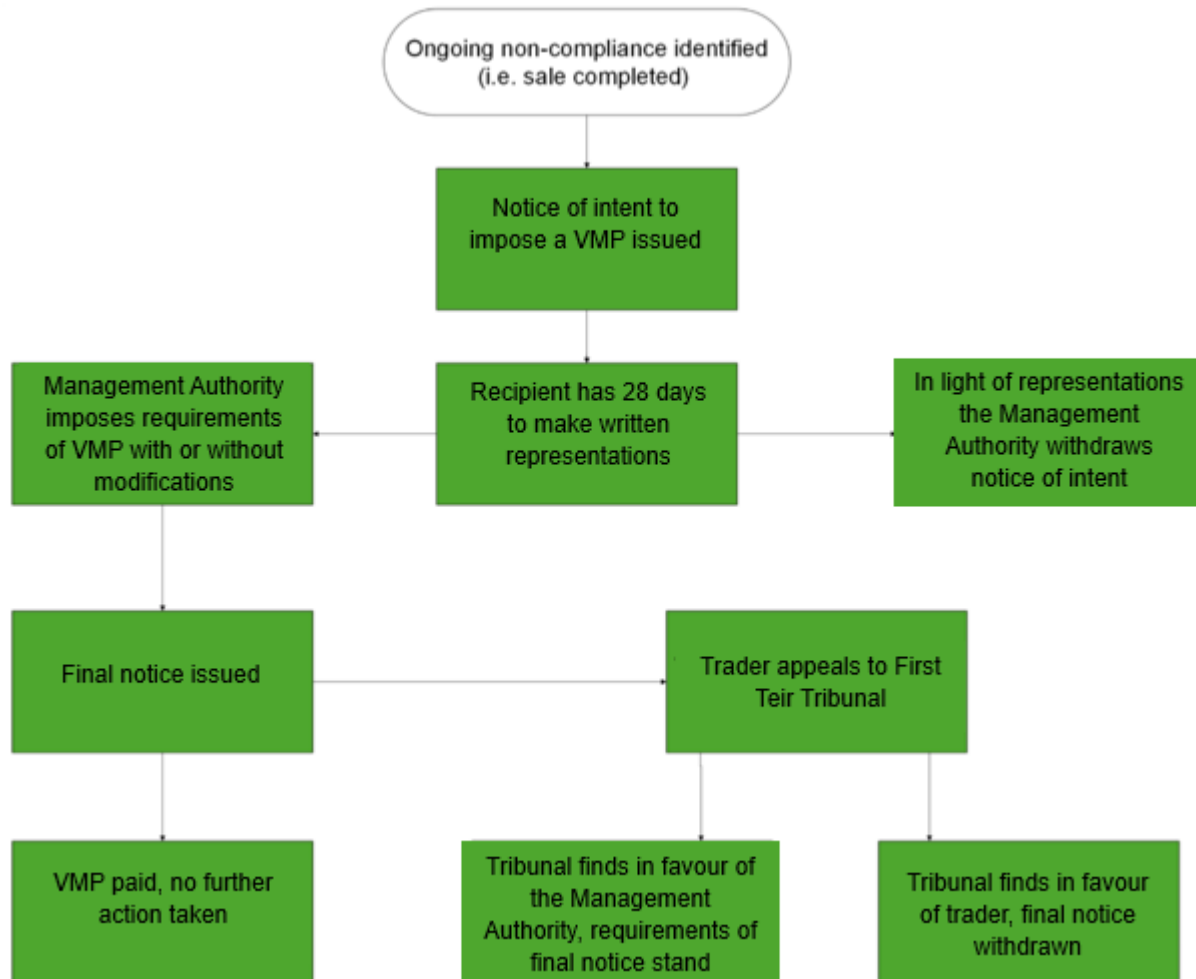 Ongoing non-compliance identified
(i.e. sale completed)
Notice of intent to
impose a VMP issued
Management Authority
imposes requirements
of VMP with or without
modifications
Recipient has 28 days
to make written
representations
In light of representations
the Management
Authority withdraws
notice of intent
Final notice issued
Trader appeals to First
Teir Tribunal
VMP paid, no further
action taken
Tribunal finds in favour of
the Management
Authority, requirements of
final notice stand
Tribunal finds in favour
of trader, final notice
withdrawn